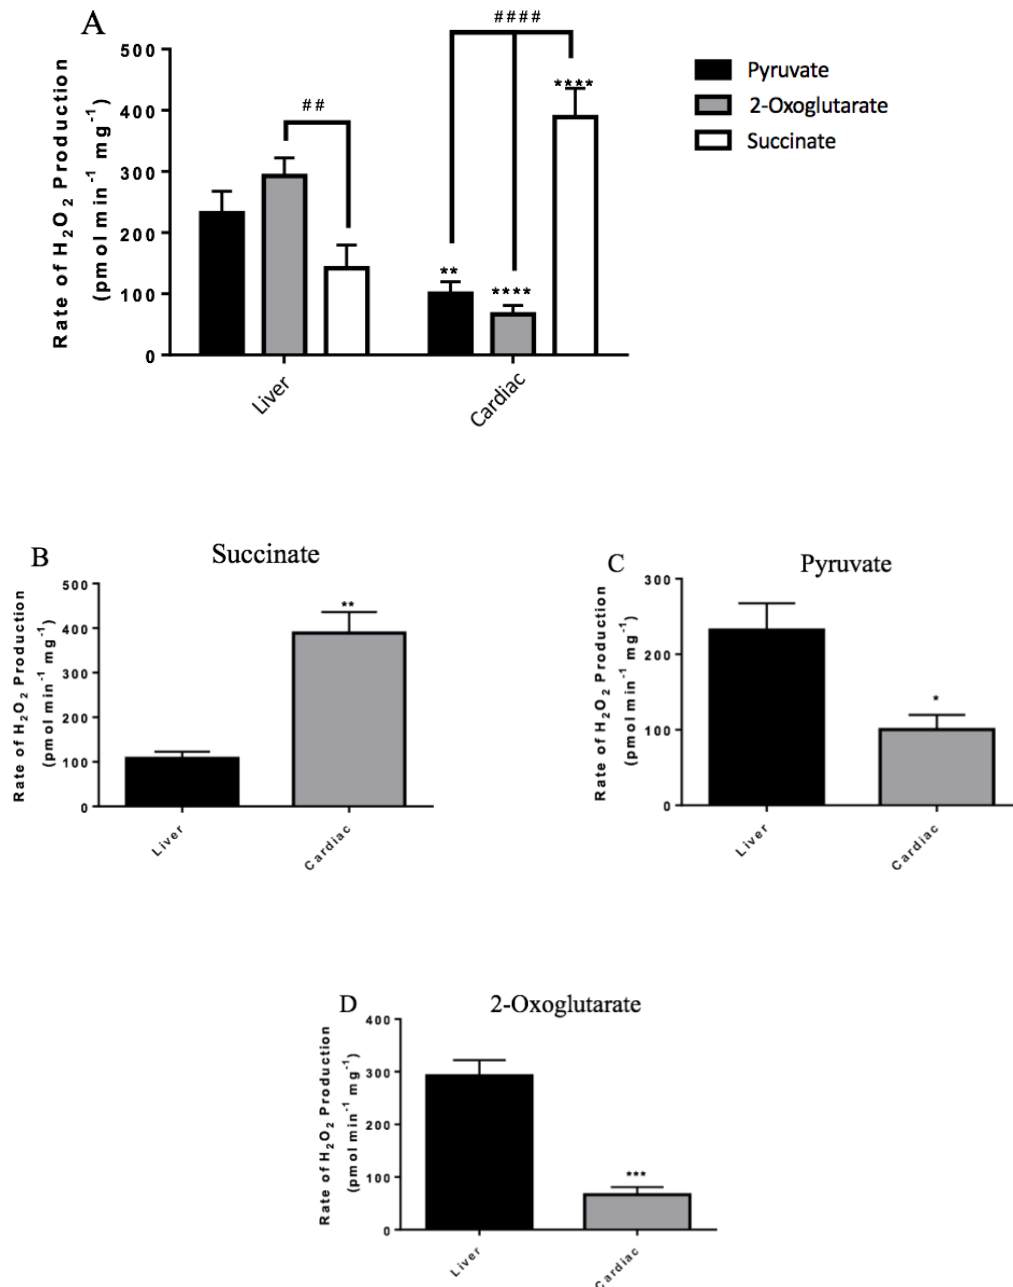 A
####
500
400
300
200
100
0
Rate of H₂O₂ Production
(pmol min⁻¹ mg⁻¹)
##
****
**
****
Liver
Cardiac
Pyruvate
2-Oxoglutarate
Succinate
B
Succinate
500
400
300
200
100
0
Rate of H₂O₂ Production
(pmol min⁻¹ mg⁻¹)
**
Liver
Cardiac
C
Pyruvate
300
200
100
0
Rate of H₂O₂ Production
(pmol min⁻¹ mg⁻¹)
*
Liver
Cardiac
D
2-Oxoglutarate
400
300
200
100
0
Rate of H₂O₂ Production
(pmol min⁻¹ mg⁻¹)
***
Liver
Cardiac